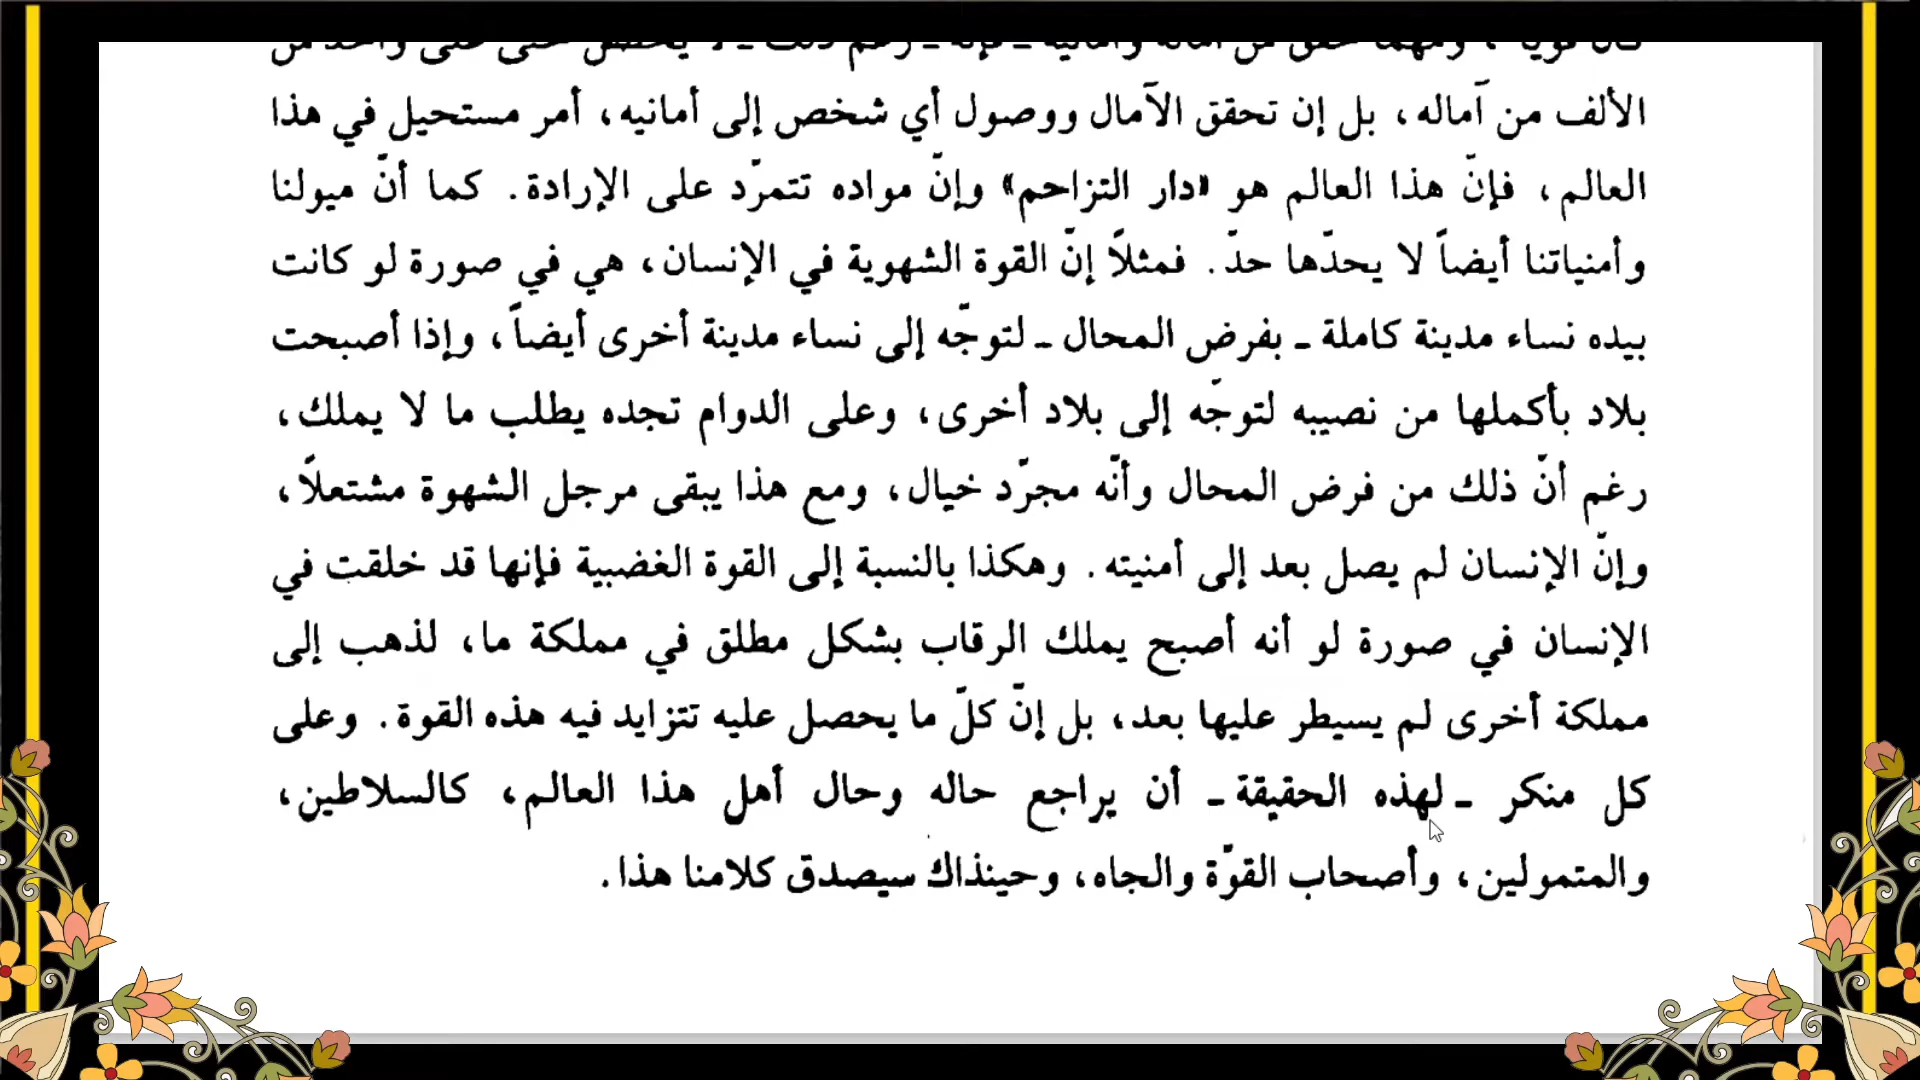 الألف من آماله، بل إن تحقق الآمال ووصول أي شخص إلى أمانيه، أمر مستحيل في هذا
العالم، فإنّ هذا العالم هو «دار التزاحم» وإنّ مواده تتمرّد على الإرادة. كما أنّ ميولنا
وأمنياتنا أيضاً لا يحدّها حدّ. فمثلاً إنّ القوة الشهوية في الإنسان، هي في صورة لو كانت
بيده نساء مدينة كاملة ـ بفرض المحال ـ لتوجّه إلى نساء مدينة أخرى أيضاً، وإذا أصبحت
بلاد بأكملها من نصيبه لتوجّه إلى بلاد أخرى، وعلى الدوام تجده يطلب ما لا يملك،
رغم أنّ ذلك من فرض المحال وأنّه مجرّد خيال، ومع هذا يبقى مرجل الشهوة مشتعلاً،
وإنّ الإنسان لم يصل بعد إلى أمنيته. وهكذا بالنسبة إلى القوة الغضبية فإنها قد خلقت في
الإنسان في صورة لو أنه أصبح يملك الرقاب بشكل مطلق في مملكة ما، لذهب إلى
مملكة أخرى لم يسيطر عليها بعد، بل إنّ كلّ ما يحصل عليه تتزايد فيه هذه القوة. وعلى
كل منكر ـ لهذه الحقيقة ـ أن يراجع حاله وحال أهل هذا العالم، كالسلاطين،
والمتمولين، وأصحاب القوّة والجاه، وحينذاك سيصدق كلامنا هذا.